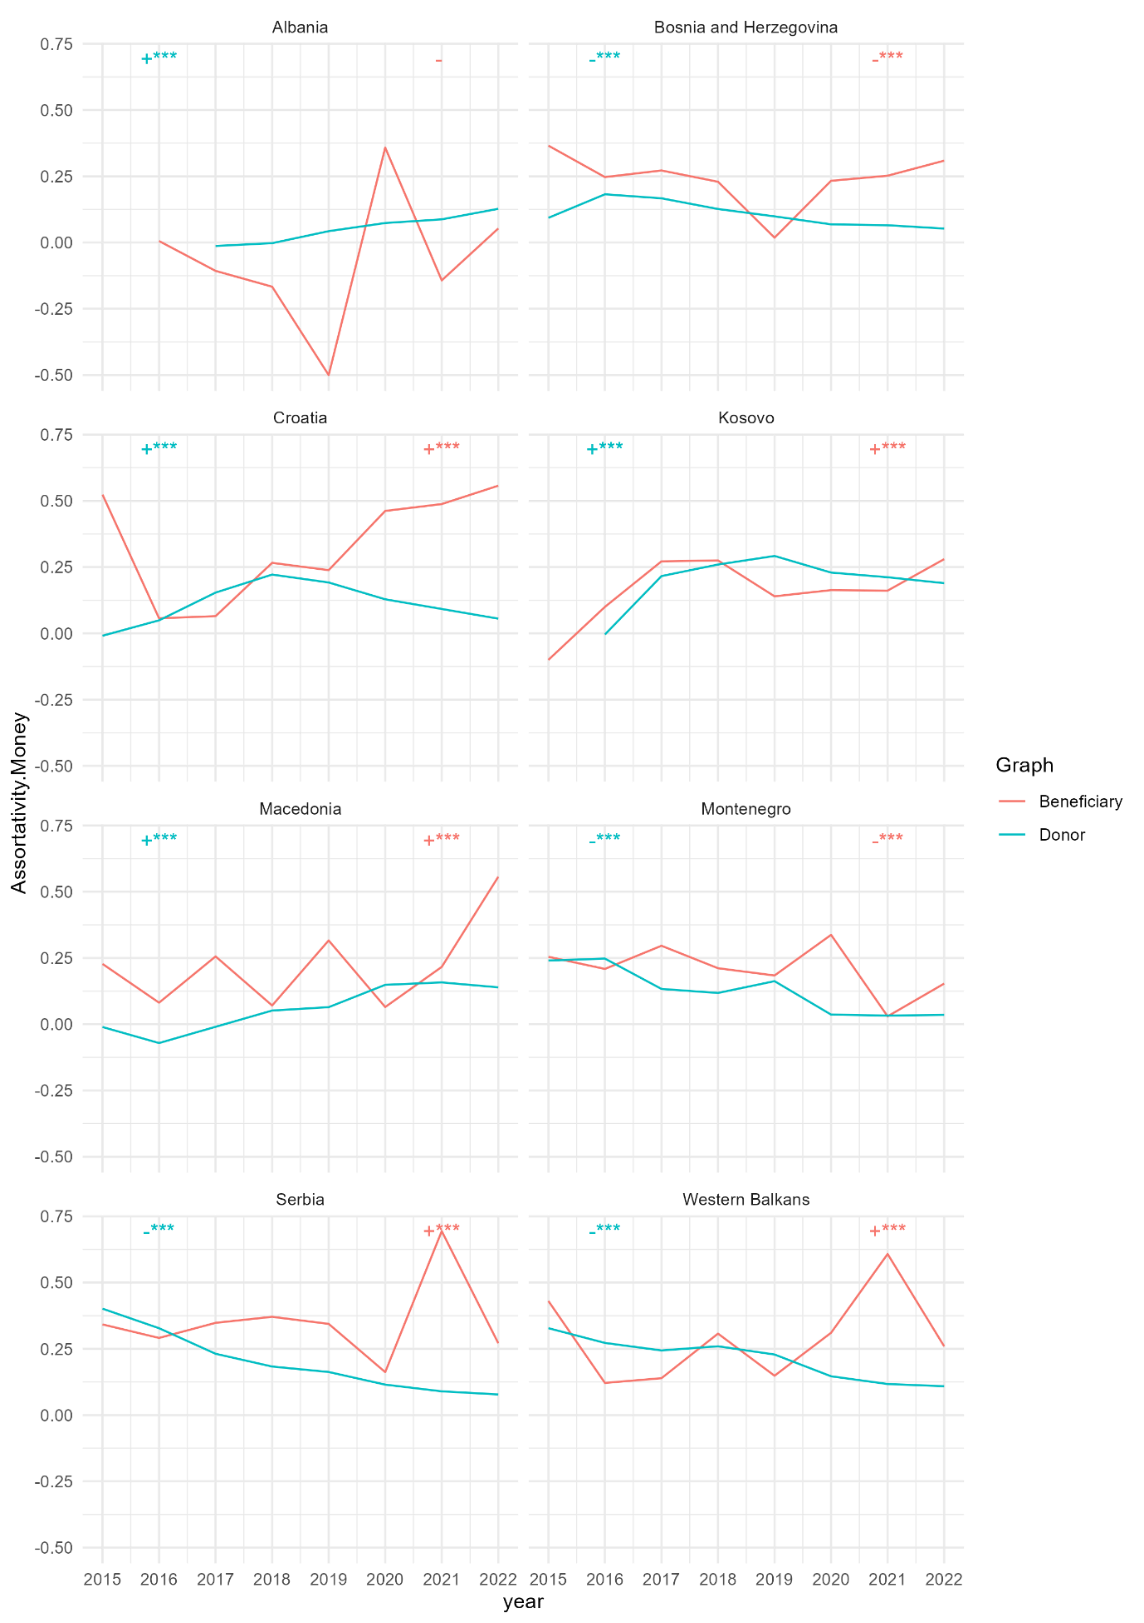 Albania
Bosnia and Herzegovina
0.75
+***
-
-***
-***
0.50
0.25
0.00
-0.25
-0.50
Croatia
Kosovo
0.75
+***
+***
+***
+***
0.50
0.25
0.00
-0.25
-0.50
Assortativity.Money
Graph
Beneficiary
Donor
Macedonia
Montenegro
0.75
+***
+***
-***
-***
0.50
0.25
0.00
-0.25
-0.50
Serbia
Western Balkans
0.75
-***
+***
-***
+***
0.50
0.25
0.00
-0.25
-0.50
2015 2016 2017 2018 2019 2020 2021 2022
2015 2016 2017 2018 2019 2020 2021 2022
year